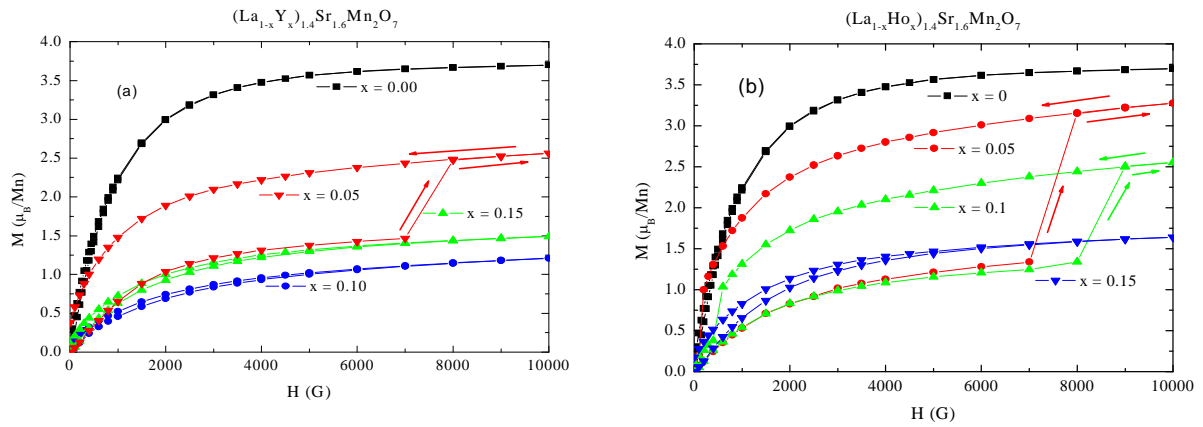 (La₁₋ₓYₓ)₁.₄Sr₁.₆Mn₂O₇
4.0
3.5
3.0
2.5
2.0
1.5
1.0
0.5
0.0
M (μB/Mn)
(a)
x = 0.00
x = 0.05
x = 0.15
x = 0.10
0
2000
4000
6000
8000
10000
H (G)
(La₁₋ₓHoₓ)₁.₄Sr₁.₆Mn₂O₇
4.0
3.5
3.0
2.5
2.0
1.5
1.0
0.5
0.0
M (μB/Mn)
(b)
x = 0
x = 0.05
x = 0.1
x = 0.15
0
2000
4000
6000
8000
10000
H (G)